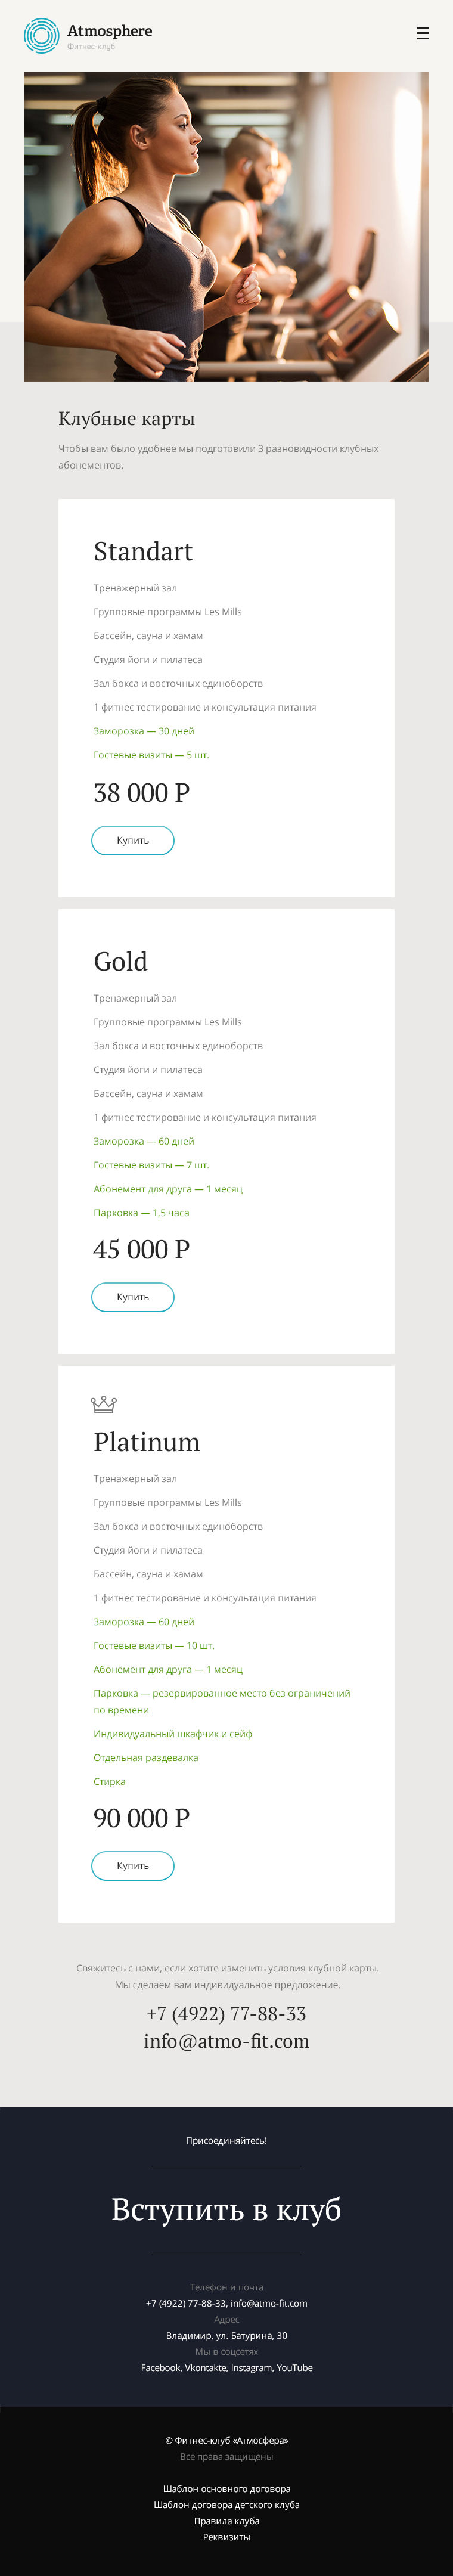 Atmosphere
Фитнес-клуб
Клубные карты
Чтобы вам было удобнее мы подготовили 3 разновидности клубных
абонементов.
Standart
Тренажерный зал
Групповые программы Les Mills
Бассейн, сауна и хамам
Студия йоги и пилатеса
Зал бокса и восточных единоборств
1 фитнес тестирование и консультация питания
Заморозка — 30 дней
Гостевые визиты — 5 шт.
38 000 Р
Купить
Gold
Тренажерный зал
Групповые программы Les Mills
Зал бокса и восточных единоборств
Студия йоги и пилатеса
Бассейн, сауна и хамам
1 фитнес тестирование и консультация питания
Заморозка — 60 дней
Гостевые визиты — 7 шт.
Абонемент для друга — 1 месяц
Парковка — 1,5 часа
45 000 Р
Купить
Platinum
Тренажерный зал
Групповые программы Les Mills
Зал бокса и восточных единоборств
Студия йоги и пилатеса
Бассейн, сауна и хамам
1 фитнес тестирование и консультация питания
Заморозка — 60 дней
Гостевые визиты — 10 шт.
Абонемент для друга — 1 месяц
Парковка — резервированное место без ограничений
по времени
Индивидуальный шкафчик и сейф
Отдельная раздевалка
Стирка
90 000 Р
Купить
Свяжитесь с нами, если хотите изменить условия клубной карты.
Мы сделаем вам индивидуальное предложение.
+7 (4922) 77-88-33
info@atmo-fit.com
Присоединяйтесь!
Вступить в клуб
Телефон и почта
+7 (4922) 77-88-33, info@atmo-fit.com
Адрес
Владимир, ул. Батурина, 30
Мы в соцсетях
Facebook, Vkontakte, Instagram, YouTube
© Фитнес-клуб «Атмосфера»
Все права защищены
Шаблон основного договора
Шаблон договора детского клуба
Правила клуба
Реквизиты